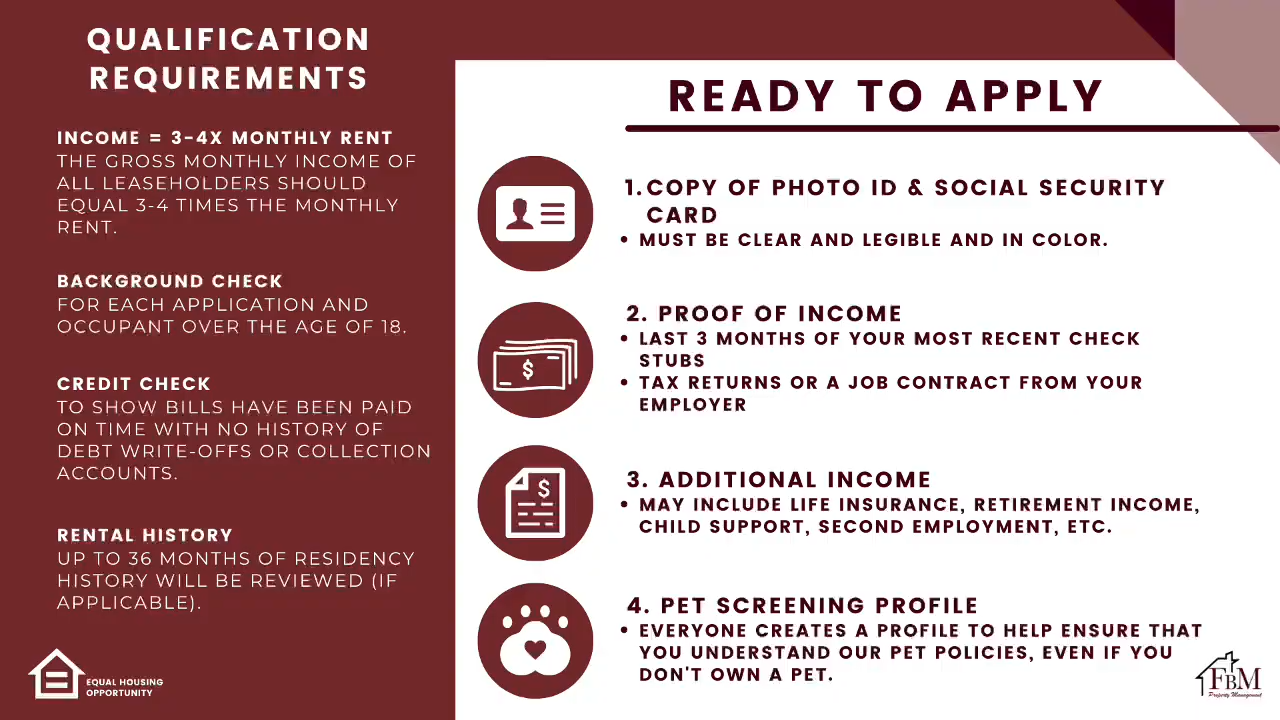 QUALIFICATION
REQUIREMENTS
INCOME = 3-4X MONTHLY RENT
THE GROSS MONTHLY INCOME OF
ALL LEASEHOLDERS SHOULD
EQUAL 3-4 TIMES THE MONTHLY
RENT.
BACKGROUND CHECK
FOR EACH APPLICATION AND
OCCUPANT OVER THE AGE OF 18.
CREDIT CHECK
TO SHOW BILLS HAVE BEEN PAID
ON TIME WITH NO HISTORY OF
DEBT WRITE-OFFS OR COLLECTION
ACCOUNTS.
RENTAL HISTORY
UP TO 36 MONTHS OF RESIDENCY
HISTORY WILL BE REVIEWED (IF
APPLICABLE).
EQUAL HOUSING
OPPORTUNITY
READY TO APPLY
1. COPY OF PHOTO ID & SOCIAL SECURITY
CARD
• MUST BE CLEAR AND LEGIBLE AND IN COLOR.
2. PROOF OF INCOME
• LAST 3 MONTHS OF YOUR MOST RECENT CHECK
STUBS
• TAX RETURNS OR A JOB CONTRACT FROM YOUR
EMPLOYER
$
3. ADDITIONAL INCOME
• MAY INCLUDE LIFE INSURANCE, RETIREMENT INCOME,
CHILD SUPPORT, SECOND EMPLOYMENT, ETC.
$
4. PET SCREENING PROFILE
• EVERYONE CREATES A PROFILE TO HELP ENSURE THAT
YOU UNDERSTAND OUR PET POLICIES, EVEN IF YOU
DON'T OWN A PET.
FBM
Property Management